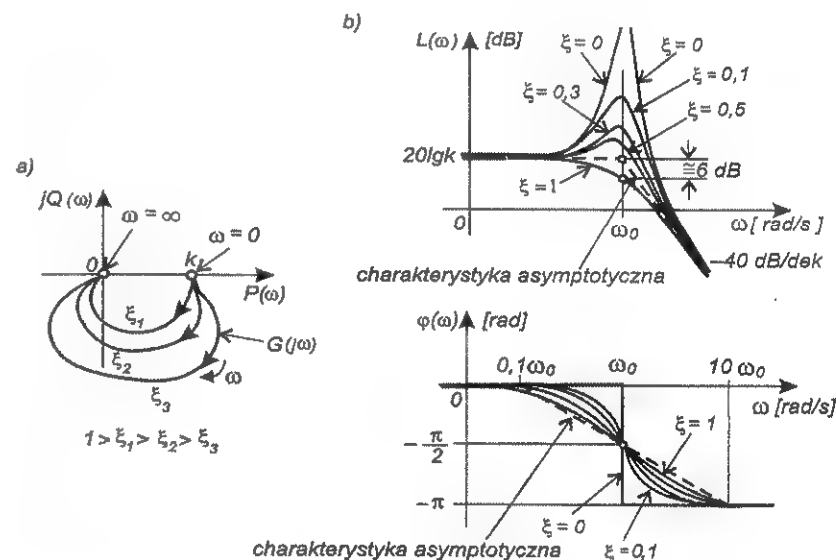 a)
jQ(ω)
ω = ∞
ω = 0
0
k
P(ω)
ξ₁
ξ₂
ξ₃
G(jω)
ω
1 > ξ₁ > ξ₂ > ξ₃
b)
L(ω) [dB]
ξ = 0
ξ = 0
ξ = 0,1
ξ = 0,3
ξ = 0,5
20lgk
≅6 dB
ξ = 1
0
ω₀
ω [rad/s]
−40 dB/dek
charakterystyka asymptotyczna
φ(ω) [rad]
0,1ω₀
ω₀
10 ω₀
0
ω [rad/s]
−π/2
ξ = 1
−π
ξ = 0
ξ = 0,1
charakterystyka asymptotyczna